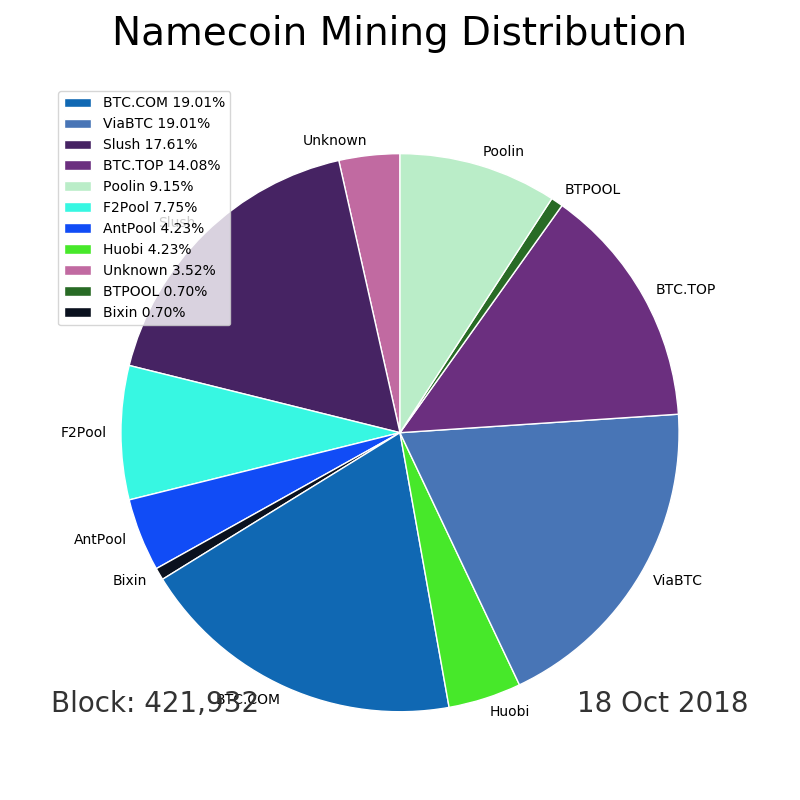 Namecoin Mining Distribution
BTC.COM 19.01%
ViaBTC 19.01%
Slush 17.61%
BTC.TOP 14.08%
Poolin 9.15%
F2Pool 7.75%
AntPool 4.23%
Huobi 4.23%
Unknown 3.52%
BTPOOL 0.70%
Bixin 0.70%
Unknown
Poolin
BTPOOL
Slush
BTC.TOP
F2Pool
AntPool
Bixin
ViaBTC
BTC.COM
Huobi
Block: 421,932
18 Oct 2018